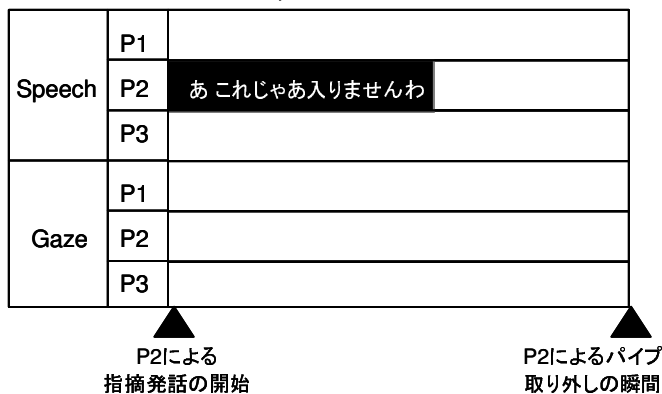 P1
Speech P2 あ これじゃあ入りませんわ
P3
P1
Gaze P2
P3
P2による
指摘発話の開始
P2によるパイプ
取り外しの瞬間